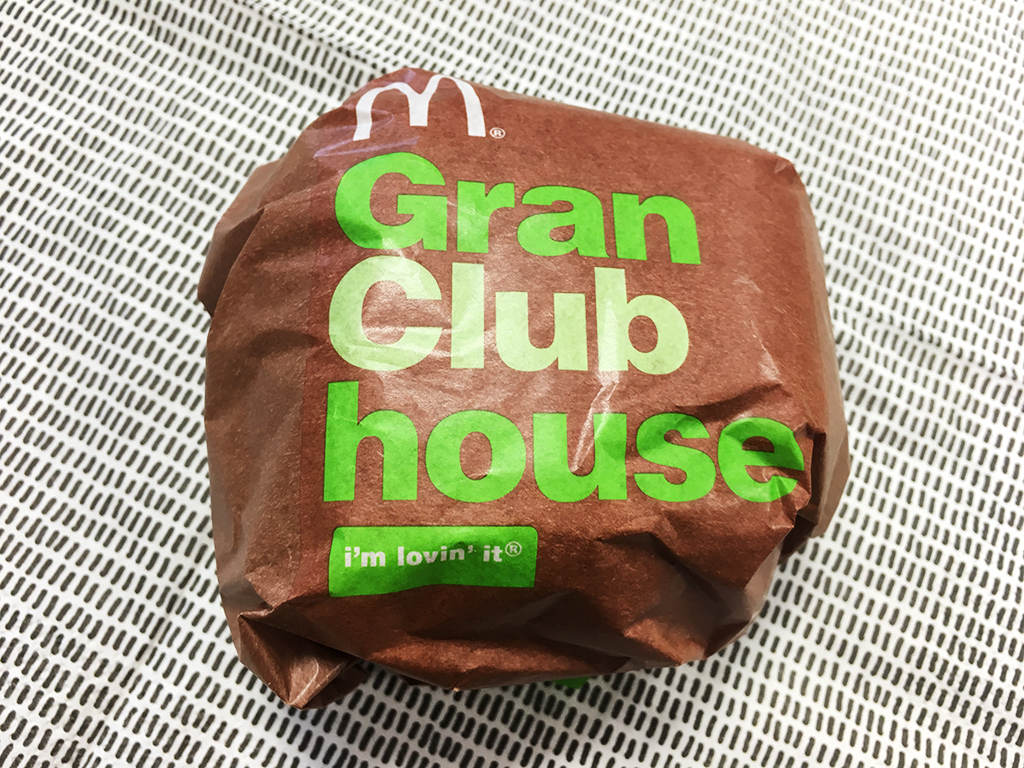 M®
Gran
Club
house
i'm lovin' it®